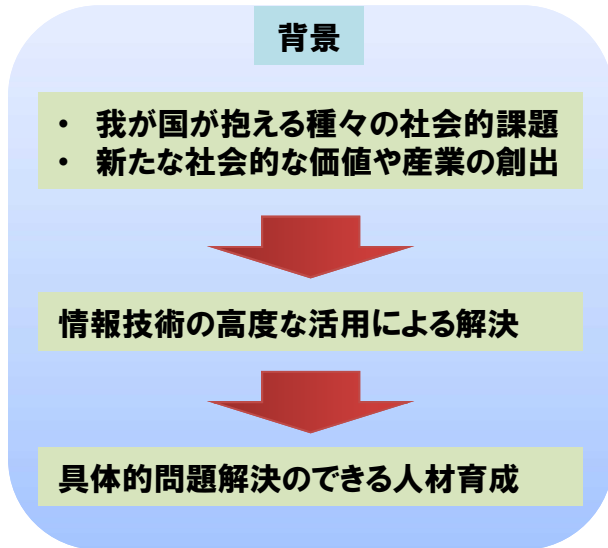 背景
・ 我が国が抱える種々の社会的課題
・ 新たな社会的な価値や産業の創出
情報技術の高度な活用による解決
具体的問題解決のできる人材育成